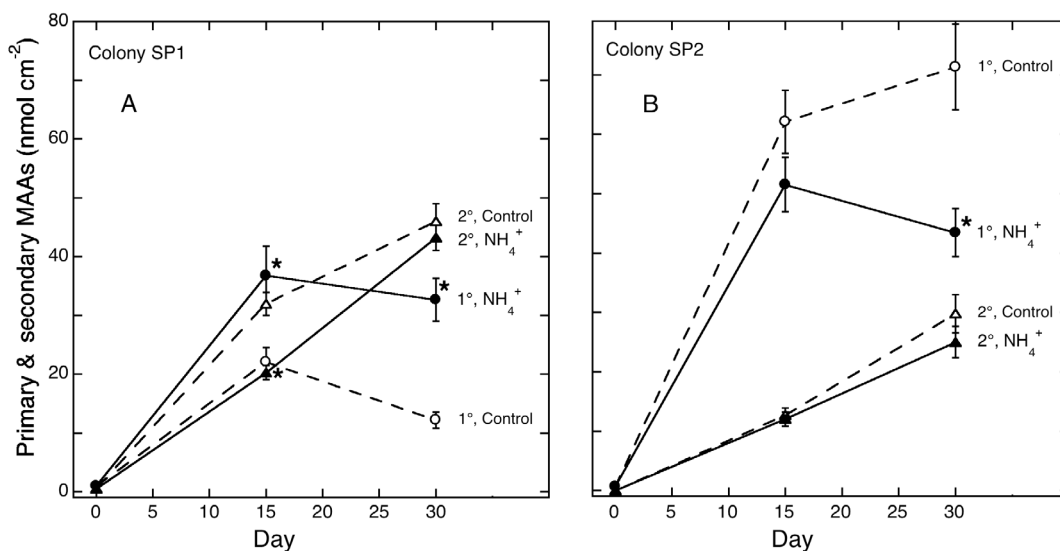 Primary & secondary MAAs (nmol cm⁻²)
80
60
40
20
0
Colony SP1
A
2°, Control
2°, NH₄⁺
1°, NH₄⁺
1°, Control
*
*
*
0 5 10 15 20 25 30
Day
Colony SP2
B
1°, Control
1°, NH₄⁺
2°, Control
2°, NH₄⁺
*
0 5 10 15 20 25 30
Day